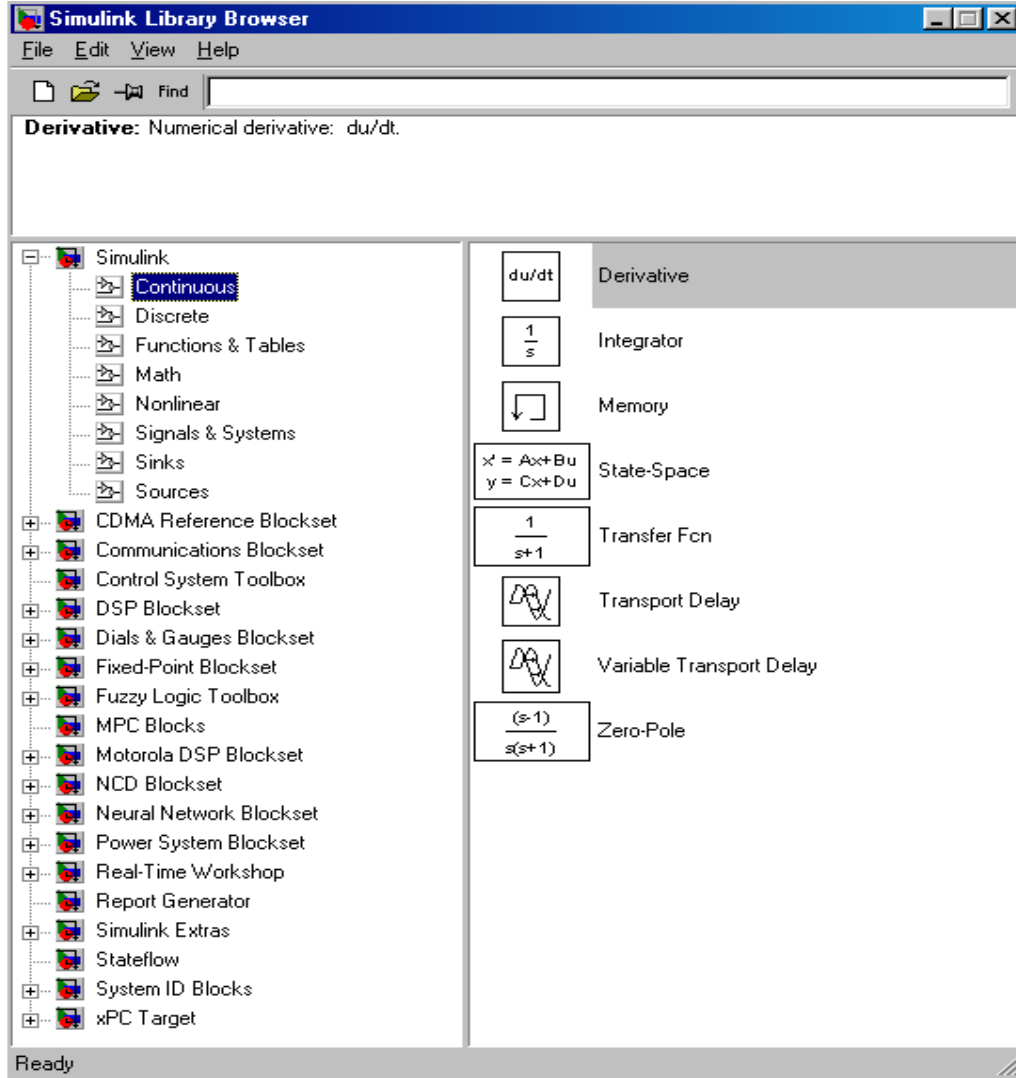 Simulink Library Browser
File Edit View Help
Find
Derivative: Numerical derivative: du/dt.
Simulink
Continuous
Discrete
Functions & Tables
Math
Nonlinear
Signals & Systems
Sinks
Sources
CDMA Reference Blockset
Communications Blockset
Control System Toolbox
DSP Blockset
Dials & Gauges Blockset
Fixed-Point Blockset
Fuzzy Logic Toolbox
MPC Blocks
Motorola DSP Blockset
NCD Blockset
Neural Network Blockset
Power System Blockset
Real-Time Workshop
Report Generator
Simulink Extras
Stateflow
System ID Blocks
xPC Target
du/dt Derivative
1
s
Integrator
Memory
x' = Ax+Bu
y = Cx+Du
State-Space
1
s+1
Transfer Fcn
Transport Delay
Variable Transport Delay
(s-1)
s(s+1)
Zero-Pole
Ready